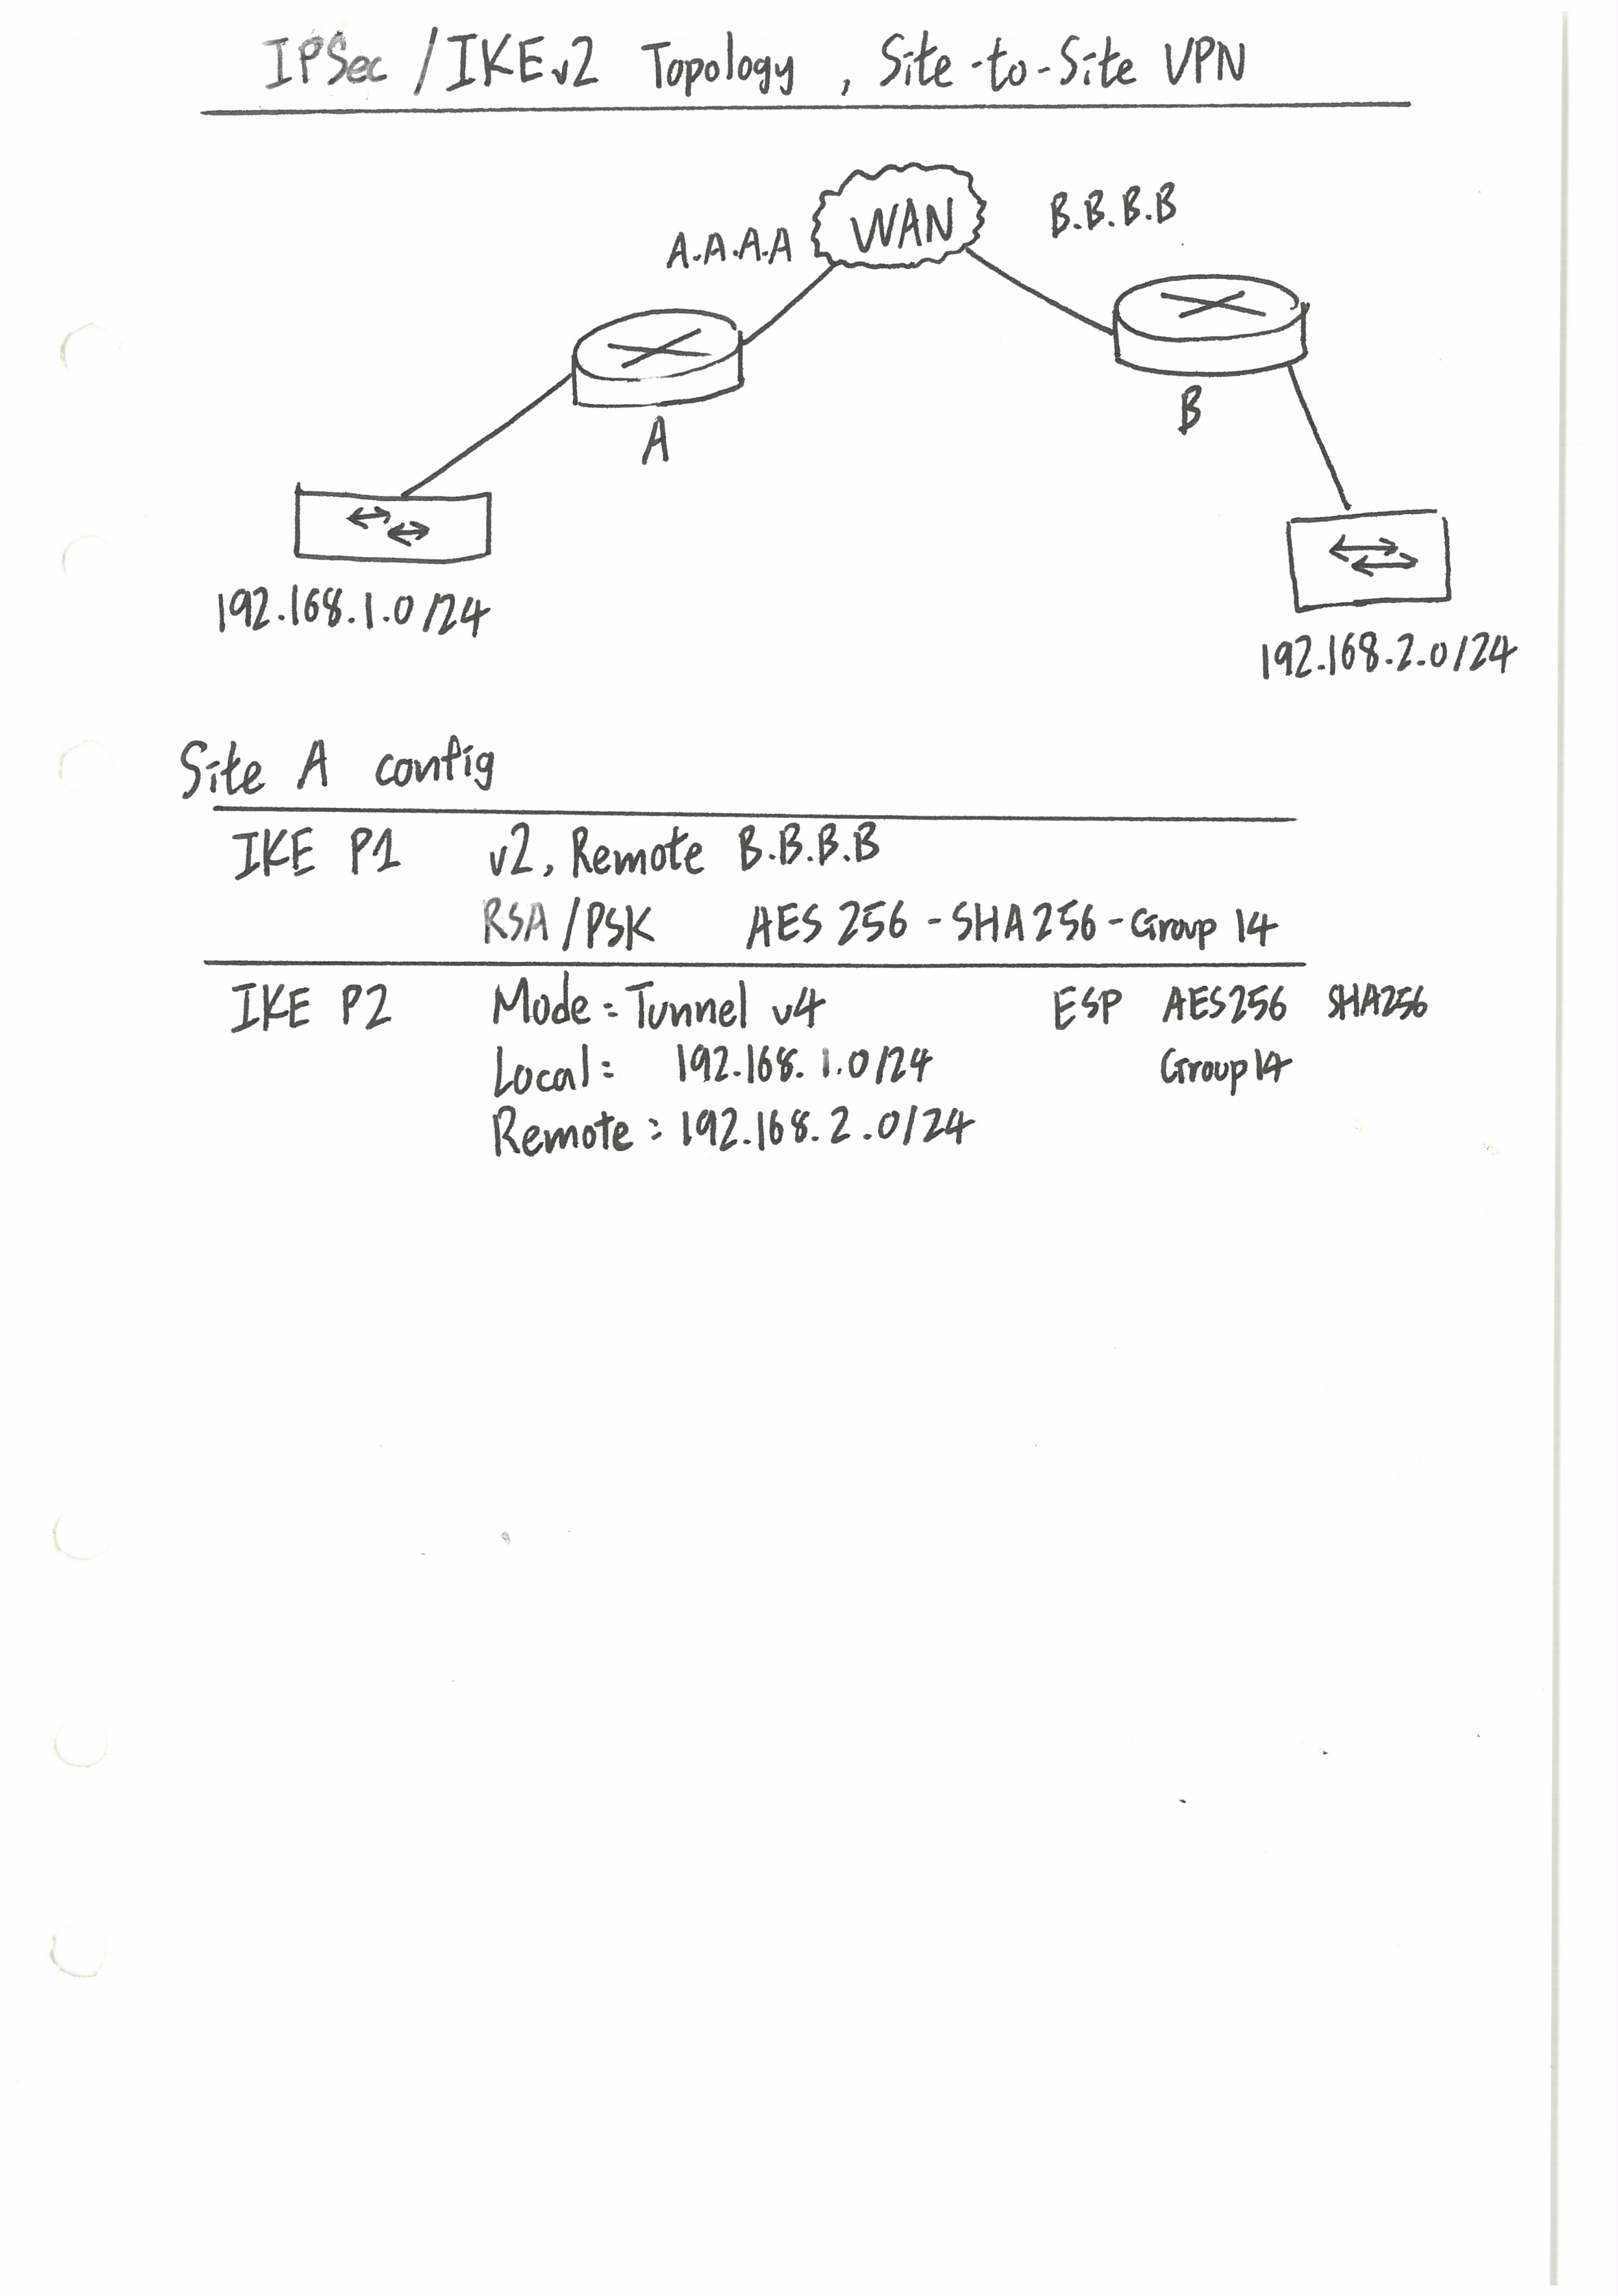 IPSec /IKEv2 Topology , Site-to-Site VPN
A.A.A.A
WAN
B.B.B.B
A
B
192.168.1.0/24
192.168.2.0/24
Site A config
IKE P1 v2, Remote B.B.B.B
RSA/PSK AES 256 - SHA256 - Group 14
IKE P2 Mode = Tunnel v4 ESP AES256 SHA256
Local: 192.168.1.0/24 Group 14
Remote: 192.168.2.0/24